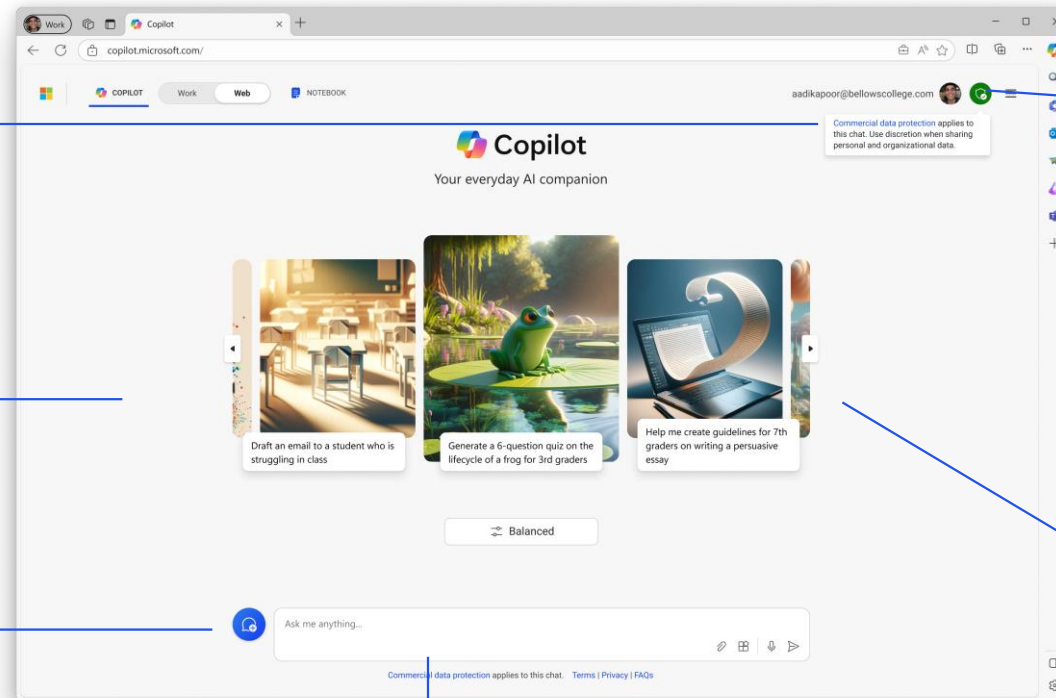 Work
Copilot
copilot.microsoft.com/
COPILOT
Work
Web
NOTEBOOK
aadikapoor@bellowscollege.com
Commercial data protection applies to
this chat. Use discretion when sharing
personal and organizational data.
Copilot
Your everyday AI companion
Draft an email to a student who is
struggling in class
Generate a 6-question quiz on the
lifecycle of a frog for 3rd graders
Help me create guidelines for 7th
graders on writing a persuasive
essay
Balanced
Ask me anything...
Commercial data protection applies to this chat. Terms | Privacy | FAQs